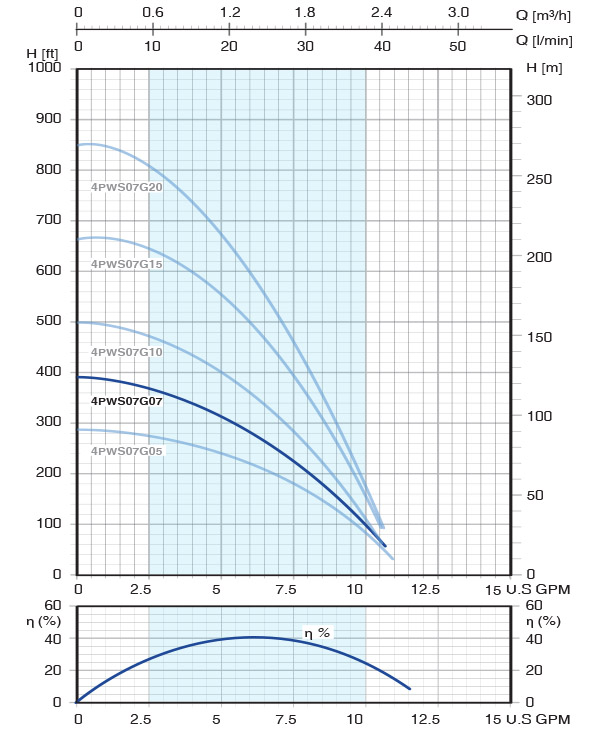 0 0.6 1.2 1.8 2.4 3.0 Q [m³/h]
0 10 20 30 40 50 Q [l/min]
H [ft] H [m]
1000
300
900
800
250
4PWS07G20
700
200
4PWS07G15
600
500
150
4PWS07G10
400
4PWS07G07
100
300
4PWS07G05
200
50
100
0 0
0 2.5 5 7.5 10 12.5 15 U.S GPM
60 60
η (%) η % η (%)
40 40
20 20
0 0
0 2.5 5 7.5 10 12.5 15 U.S GPM